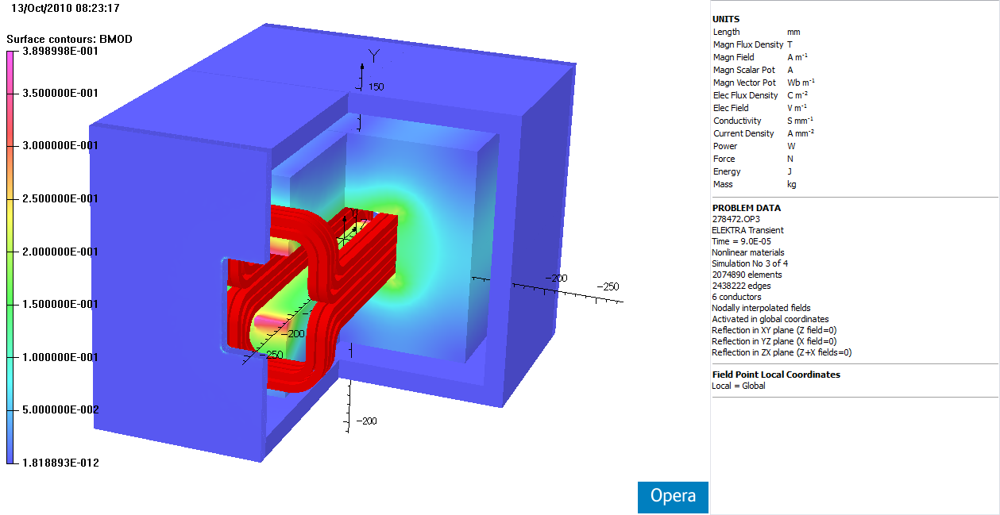 13/Oct/2010 08:23:17
Surface contours: BMOD
3.898998E-001
3.500000E-001
3.000000E-001
2.500000E-001
2.000000E-001
1.500000E-001
1.000000E-001
5.000000E-002
1.818893E-012
Y
150
Y
Z
-200
-250
-200
-250
-200
Opera
UNITS
Length mm
Magn Flux Density T
Magn Field A m⁻¹
Magn Scalar Pot A
Magn Vector Pot Wb m⁻¹
Elec Flux Density C m⁻²
Elec Field V m⁻¹
Conductivity S mm⁻¹
Current Density A mm⁻²
Power W
Force N
Energy J
Mass kg
PROBLEM DATA
278472.OP3
ELEKTRA Transient
Time = 9.0E-05
Nonlinear materials
Simulation No 3 of 4
2074890 elements
2438222 edges
6 conductors
Nodally interpolated fields
Activated in global coordinates
Reflection in XY plane (Z field=0)
Reflection in YZ plane (X field=0)
Reflection in ZX plane (Z+X fields=0)
Field Point Local Coordinates
Local = Global